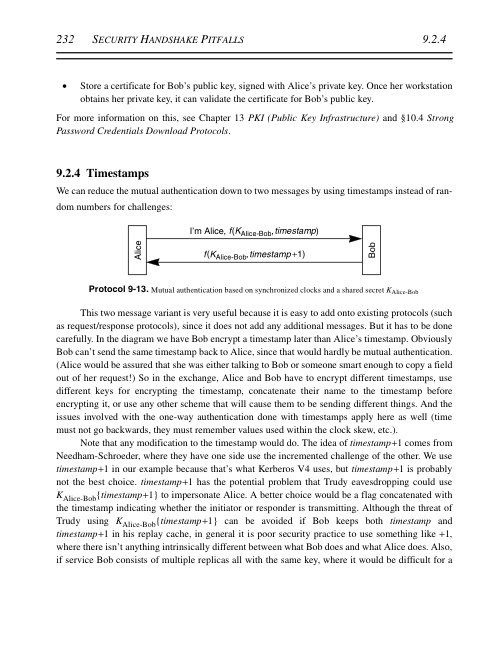 232 SECURITY HANDSHAKE PITFALLS 9.2.4
• Store a certificate for Bob's public key, signed with Alice's private key. Once her workstation
obtains her private key, it can validate the certificate for Bob's public key.
For more information on this, see Chapter 13 PKI (Public Key Infrastructure) and §10.4 Strong
Password Credentials Download Protocols.
9.2.4 Timestamps
We can reduce the mutual authentication down to two messages by using timestamps instead of ran-
dom numbers for challenges:
I'm Alice, f(KAlice-Bob,timestamp)
Alice
Bob
f(KAlice-Bob,timestamp+1)
Protocol 9-13. Mutual authentication based on synchronized clocks and a shared secret KAlice-Bob
This two message variant is very useful because it is easy to add onto existing protocols (such
as request/response protocols), since it does not add any additional messages. But it has to be done
carefully. In the diagram we have Bob encrypt a timestamp later than Alice's timestamp. Obviously
Bob can't send the same timestamp back to Alice, since that would hardly be mutual authentication.
(Alice would be assured that she was either talking to Bob or someone smart enough to copy a field
out of her request!) So in the exchange, Alice and Bob have to encrypt different timestamps, use
different keys for encrypting the timestamp, concatenate their name to the timestamp before
encrypting it, or use any other scheme that will cause them to be sending different things. And the
issues involved with the one-way authentication done with timestamps apply here as well (time
must not go backwards, they must remember values used within the clock skew, etc.).
Note that any modification to the timestamp would do. The idea of timestamp+1 comes from
Needham-Schroeder, where they have one side use the incremented challenge of the other. We use
timestamp+1 in our example because that's what Kerberos V4 uses, but timestamp+1 is probably
not the best choice. timestamp+1 has the potential problem that Trudy eavesdropping could use
KAlice-Bob{timestamp+1} to impersonate Alice. A better choice would be a flag concatenated with
the timestamp indicating whether the initiator or responder is transmitting. Although the threat of
Trudy using KAlice-Bob{timestamp+1} can be avoided if Bob keeps both timestamp and
timestamp+1 in his replay cache, in general it is poor security practice to use something like +1,
where there isn't anything intrinsically different between what Bob does and what Alice does. Also,
if service Bob consists of multiple replicas all with the same key, where it would be difficult for a